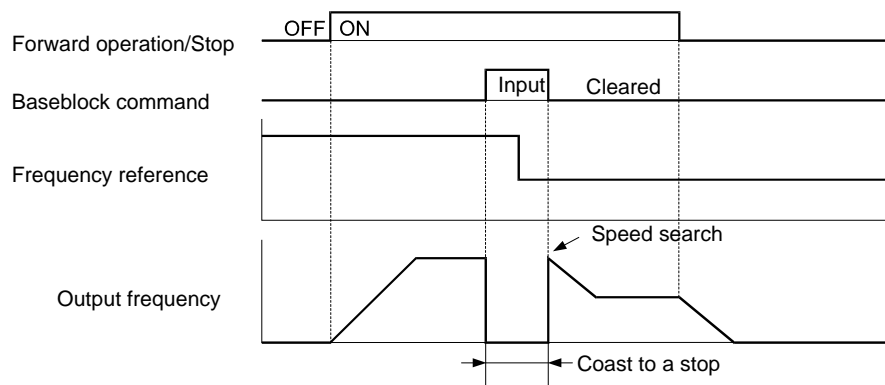 OFF ON
Forward operation/Stop
Input Cleared
Baseblock command
Frequency reference
Speed search
Output frequency
Coast to a stop